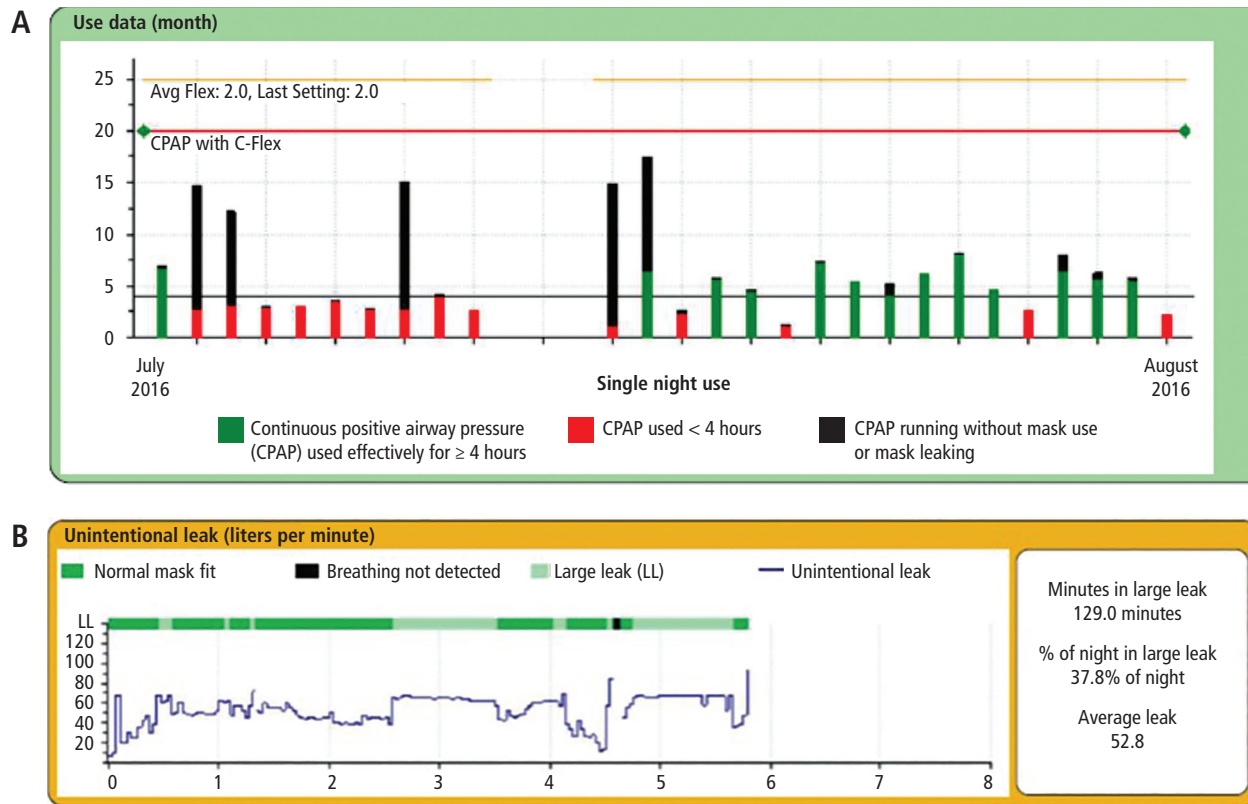 A
Use data (month)
25
Avg Flex: 2.0, Last Setting: 2.0
20
CPAP with C-Flex
15
10
5
0
July
2016
Single night use
August
2016
Continuous positive airway pressure
(CPAP) used effectively for ≥ 4 hours
CPAP used < 4 hours
CPAP running without mask use
or mask leaking
B
Unintentional leak (liters per minute)
Normal mask fit
Breathing not detected
Large leak (LL)
Unintentional leak
LL
120
100
80
60
40
20
0 1 2 3 4 5 6 7 8
Minutes in large leak
129.0 minutes
% of night in large leak
37.8% of night
Average leak
52.8